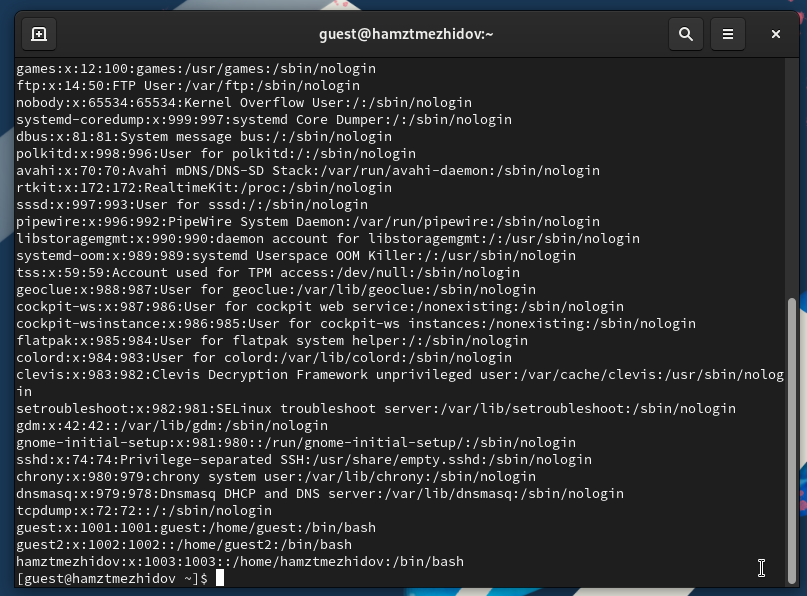 guest@hamztmezhidov:~
games:x:12:100:games:/usr/games:/sbin/nologin
ftp:x:14:50:FTP User:/var/ftp:/sbin/nologin
nobody:x:65534:65534:Kernel Overflow User:/:/sbin/nologin
systemd-coredump:x:999:997:systemd Core Dumper:/:/sbin/nologin
dbus:x:81:81:System message bus:/:/sbin/nologin
polkitd:x:998:996:User for polkitd:/:/sbin/nologin
avahi:x:70:70:Avahi mDNS/DNS-SD Stack:/var/run/avahi-daemon:/sbin/nologin
rtkit:x:172:172:RealtimeKit:/proc:/sbin/nologin
sssd:x:997:993:User for sssd:/:/sbin/nologin
pipewire:x:996:992:PipeWire System Daemon:/var/run/pipewire:/sbin/nologin
libstoragemgmt:x:990:990:daemon account for libstoragemgmt:/:/usr/sbin/nologin
systemd-oom:x:989:989:systemd Userspace OOM Killer:/:/usr/sbin/nologin
tss:x:59:59:Account used for TPM access:/dev/null:/sbin/nologin
geoclue:x:988:987:User for geoclue:/var/lib/geoclue:/sbin/nologin
cockpit-ws:x:987:986:User for cockpit web service:/nonexisting:/sbin/nologin
cockpit-wsinstance:x:986:985:User for cockpit-ws instances:/nonexisting:/sbin/nologin
flatpak:x:985:984:User for flatpak system helper:/:/sbin/nologin
colord:x:984:983:User for colord:/var/lib/colord:/sbin/nologin
clevis:x:983:982:Clevis Decryption Framework unprivileged user:/var/cache/clevis:/usr/sbin/nolog
in
setroubleshoot:x:982:981:SELinux troubleshoot server:/var/lib/setroubleshoot:/sbin/nologin
gdm:x:42:42::/var/lib/gdm:/sbin/nologin
gnome-initial-setup:x:981:980::/run/gnome-initial-setup/:/sbin/nologin
sshd:x:74:74:Privilege-separated SSH:/usr/share/empty.sshd:/sbin/nologin
chrony:x:980:979:chrony system user:/var/lib/chrony:/sbin/nologin
dnsmasq:x:979:978:Dnsmasq DHCP and DNS server:/var/lib/dnsmasq:/sbin/nologin
tcpdump:x:72:72::/:/sbin/nologin
guest:x:1001:1001:guest:/home/guest:/bin/bash
guest2:x:1002:1002::/home/guest2:/bin/bash
hamztmezhidov:x:1003:1003::/home/hamztmezhidov:/bin/bash
[guest@hamztmezhidov ~]$